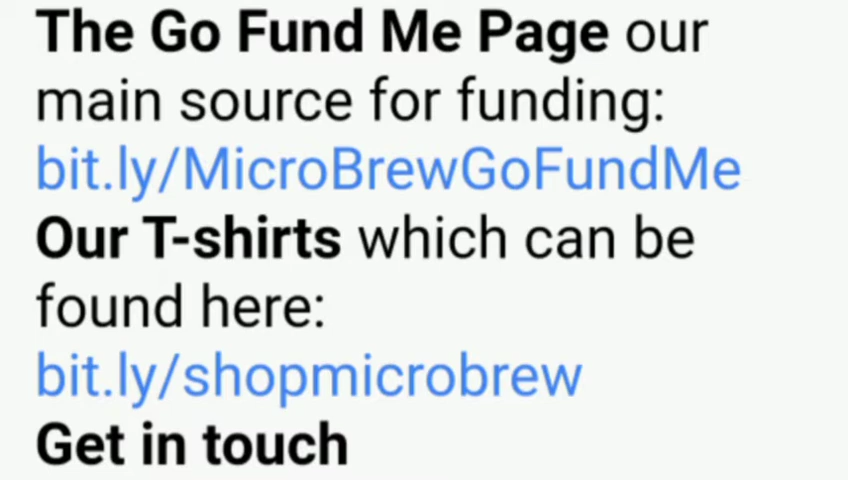 The Go Fund Me Page our
main source for funding:
bit.ly/MicroBrewGoFundMe
Our T-shirts which can be
found here:
bit.ly/shopmicrobrew
Get in touch